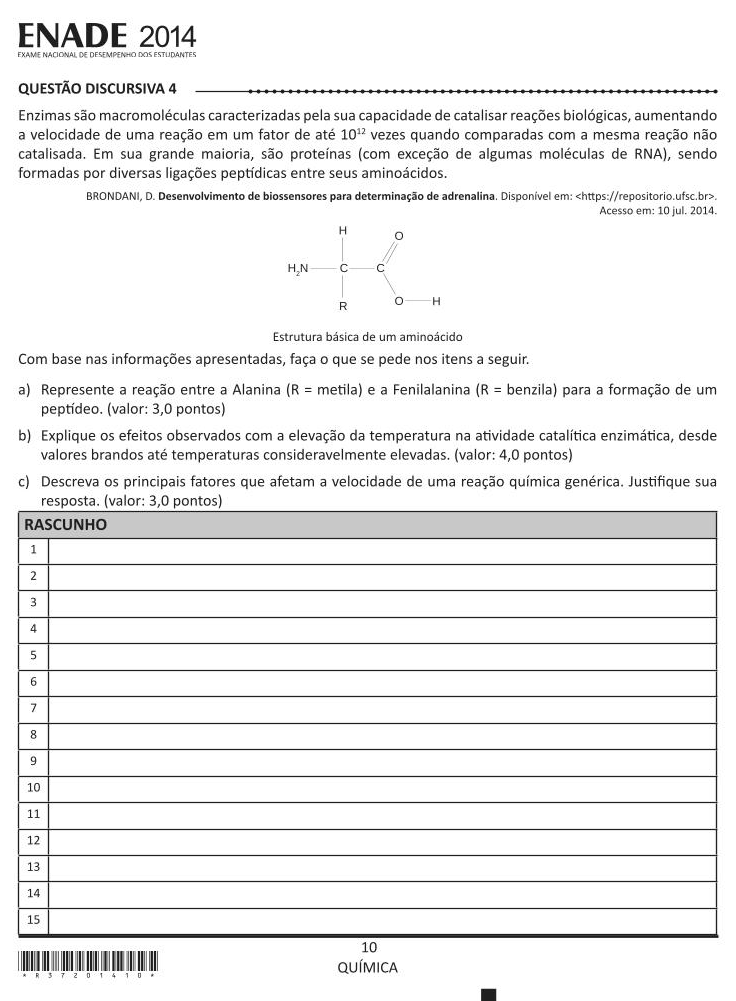 ENADE 2014
EXAME NACIONAL DE DESEMPENHO DOS ESTUDANTES
QUESTÃO DISCURSIVA 4
Enzimas são macromoléculas caracterizadas pela sua capacidade de catalisar reações biológicas, aumentando
a velocidade de uma reação em um fator de até 10¹² vezes quando comparadas com a mesma reação não
catalisada. Em sua grande maioria, são proteínas (com exceção de algumas moléculas de RNA), sendo
formadas por diversas ligações peptídicas entre seus aminoácidos.
BRONDANI, D. Desenvolvimento de biossensores para determinação de adrenalina. Disponível em: <https://repositorio.ufsc.br>.
Acesso em: 10 jul. 2014.
H
O
H₂N C C
R
O H
Estrutura básica de um aminoácido
Com base nas informações apresentadas, faça o que se pede nos itens a seguir.
a) Represente a reação entre a Alanina (R = metila) e a Fenilalanina (R = benzila) para a formação de um
peptídeo. (valor: 3,0 pontos)
b) Explique os efeitos observados com a elevação da temperatura na atividade catalítica enzimática, desde
valores brandos até temperaturas consideravelmente elevadas. (valor: 4,0 pontos)
c) Descreva os principais fatores que afetam a velocidade de uma reação química genérica. Justifique sua
resposta. (valor: 3,0 pontos)
RASCUNHO
1
2
3
4
5
6
7
8
9
10
11
12
13
14
15
10
QUÍMICA
* R 3 7 2 0 1 4 1 0 *